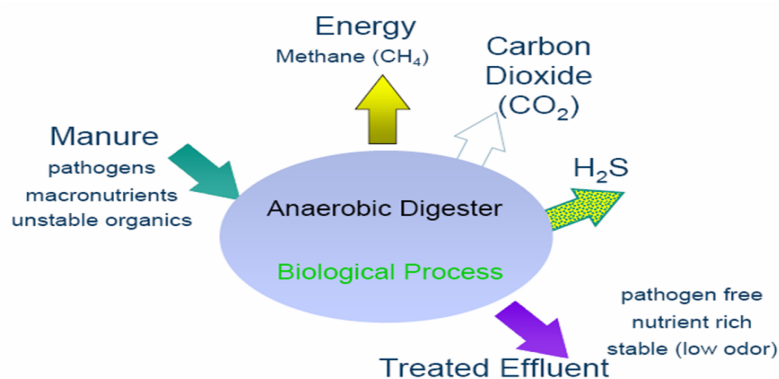 Energy
Methane (CH₄)
Carbon
Dioxide
(CO₂)
Manure
pathogens
macronutrients
unstable organics
H₂S
Anaerobic Digester
Biological Process
pathogen free
nutrient rich
stable (low odor)
Treated Effluent